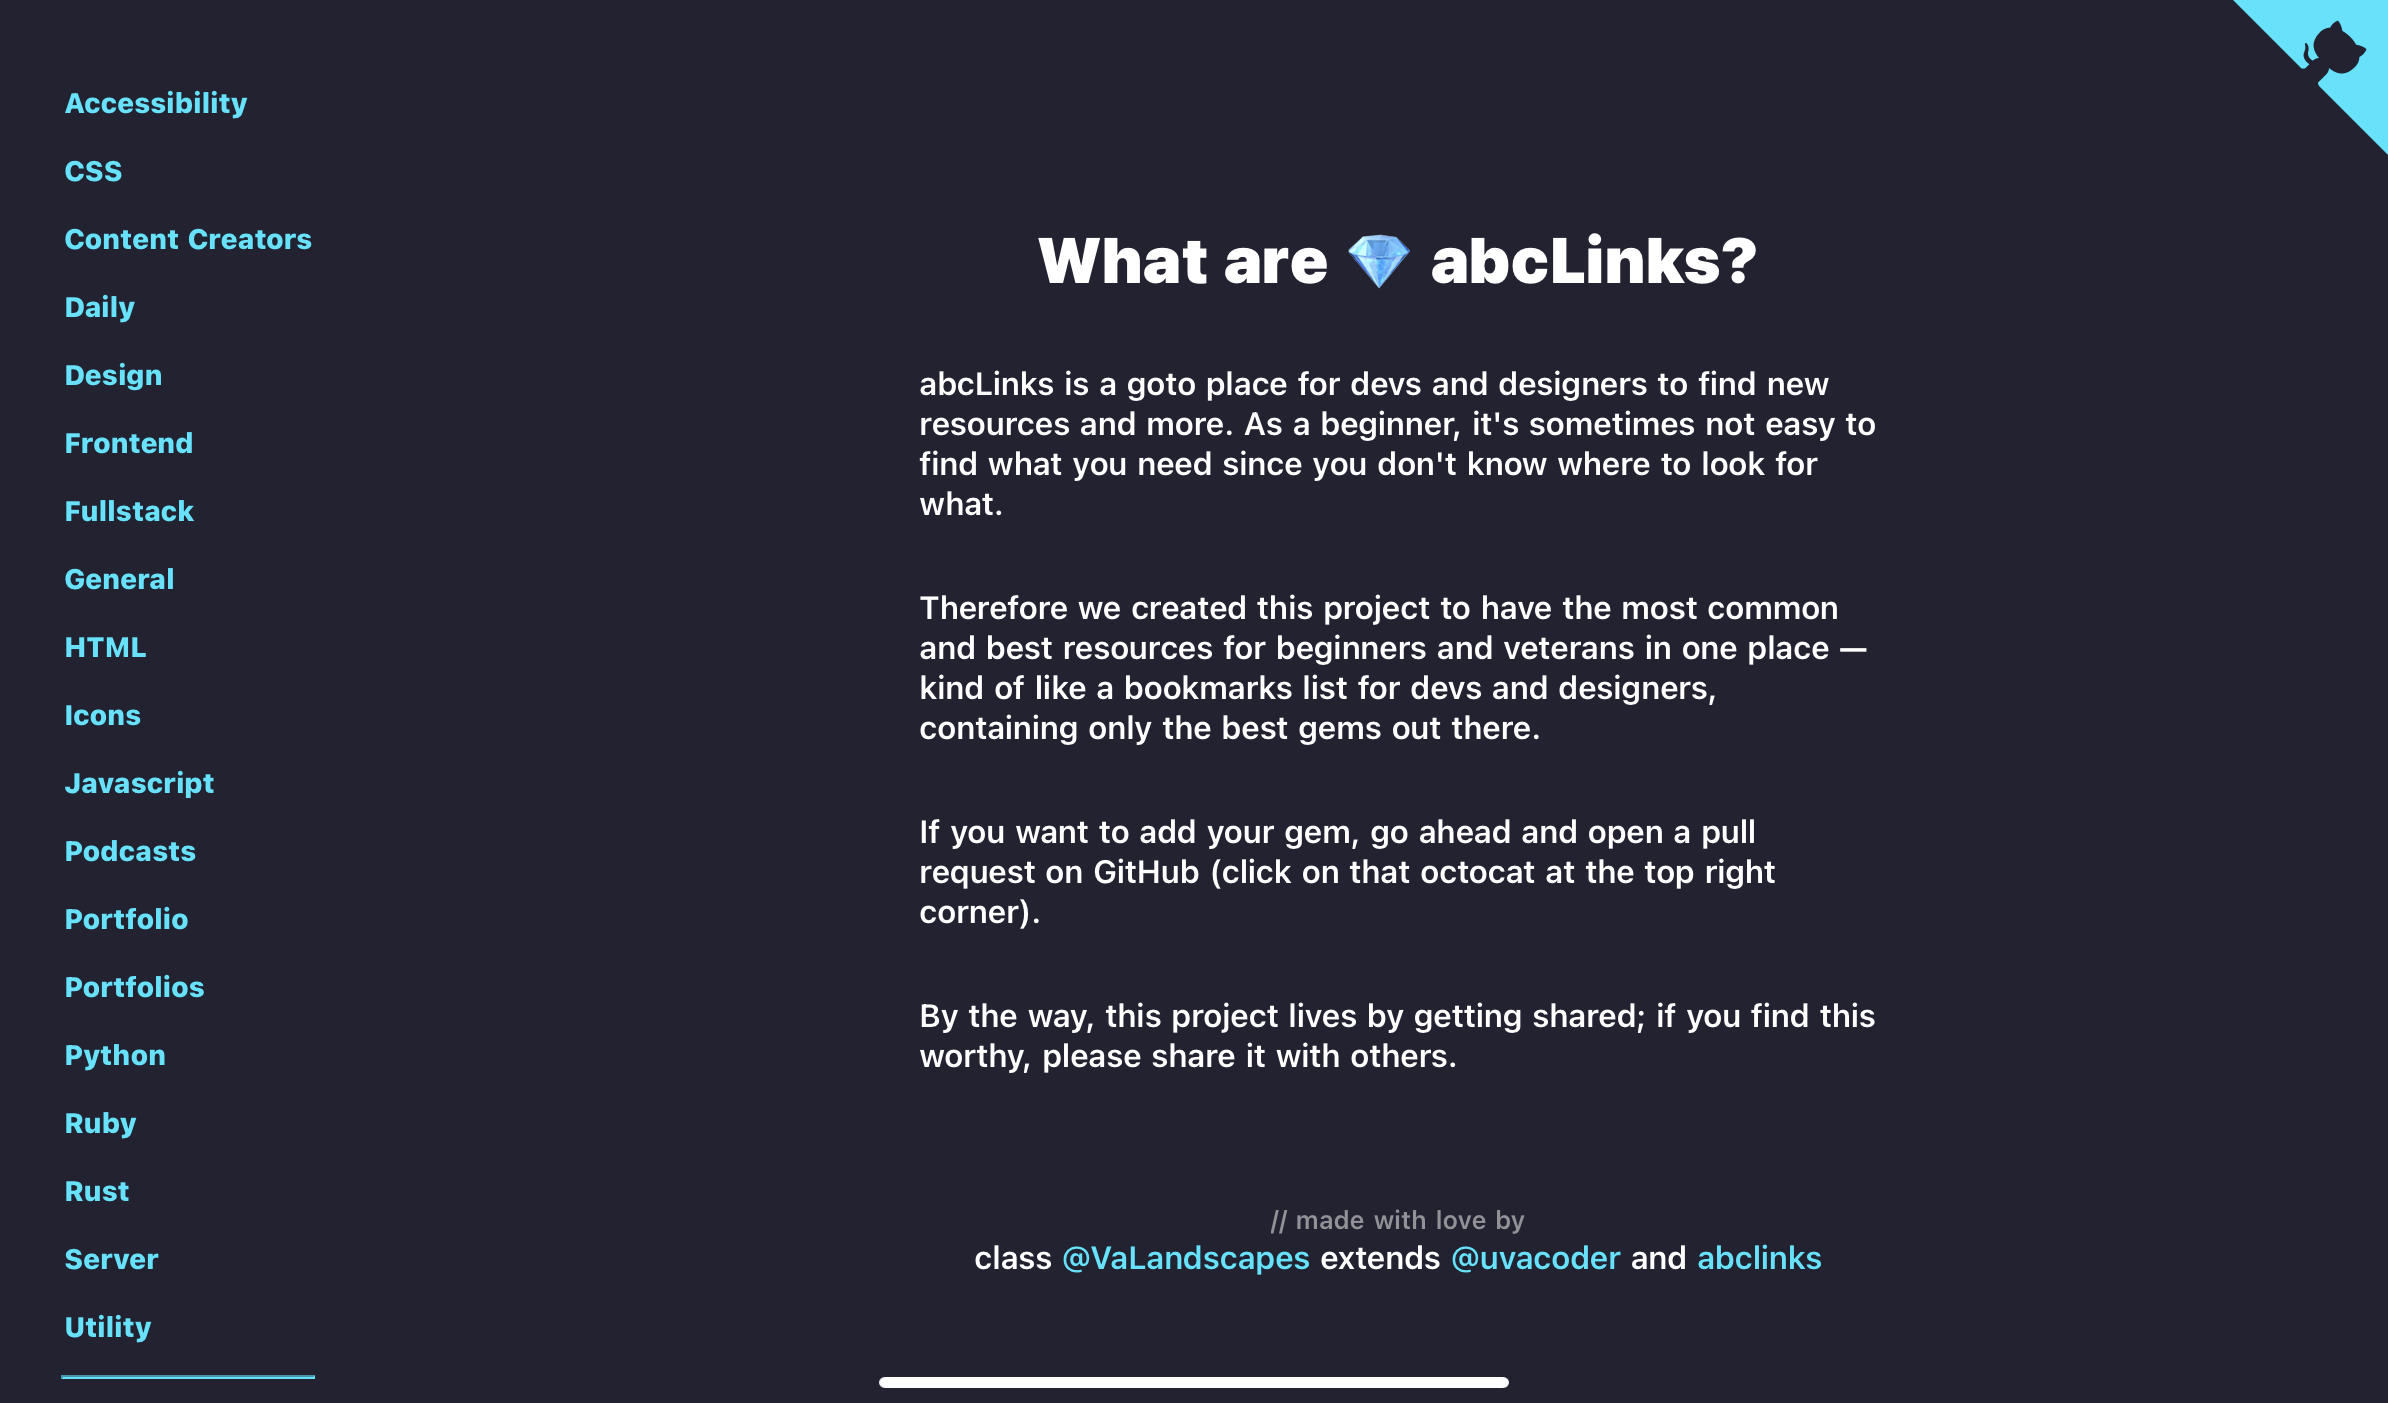 Accessibility
CSS
Content Creators
Daily
Design
Frontend
Fullstack
General
HTML
Icons
Javascript
Podcasts
Portfolio
Portfolios
Python
Ruby
Rust
Server
Utility
What are 💎 abcLinks?
abcLinks is a goto place for devs and designers to find new
resources and more. As a beginner, it's sometimes not easy to
find what you need since you don't know where to look for
what.
Therefore we created this project to have the most common
and best resources for beginners and veterans in one place —
kind of like a bookmarks list for devs and designers,
containing only the best gems out there.
If you want to add your gem, go ahead and open a pull
request on GitHub (click on that octocat at the top right
corner).
By the way, this project lives by getting shared; if you find this
worthy, please share it with others.
// made with love by
class @VaLandscapes extends @uvacoder and abclinks